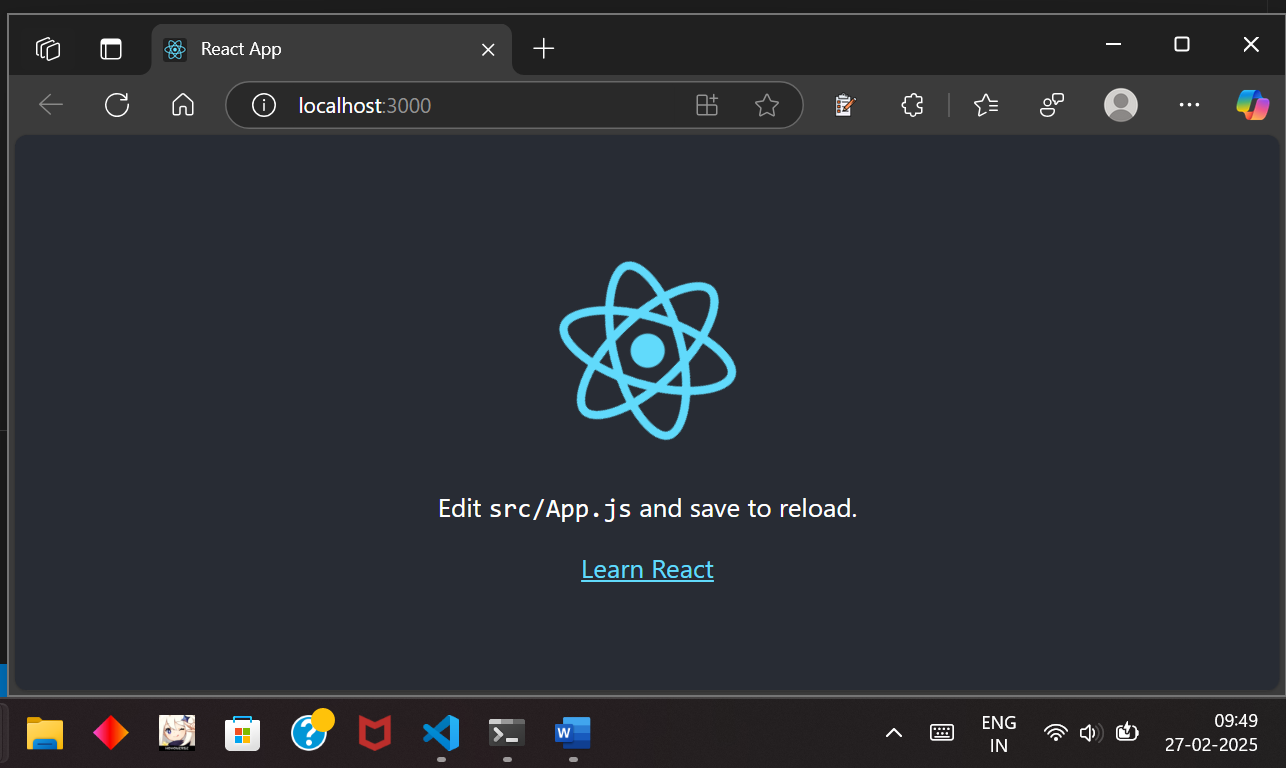 React App
localhost:3000
Edit src/App.js and save to reload.
Learn React
ENG
IN
09:49
27-02-2025